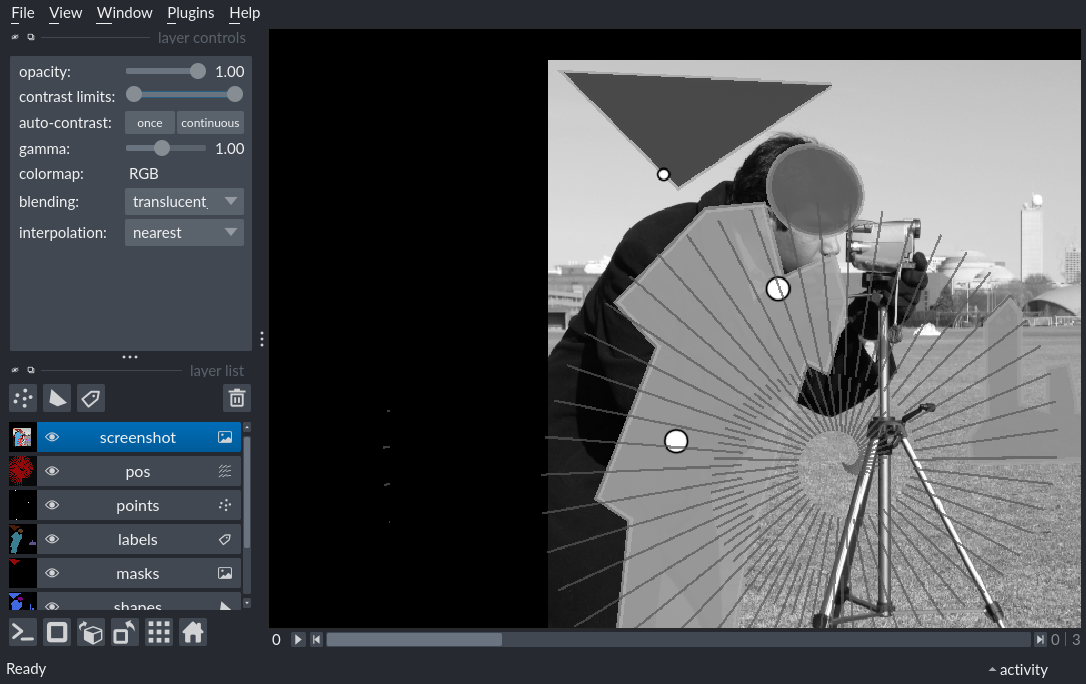 File View Window Plugins Help
layer controls
opacity: 1.00
contrast limits:
auto-contrast: once continuous
gamma: 1.00
colormap: RGB
blending: translucent
interpolation: nearest
layer list
screenshot
pos
points
labels
masks
shapes
0 0 3
Ready activity